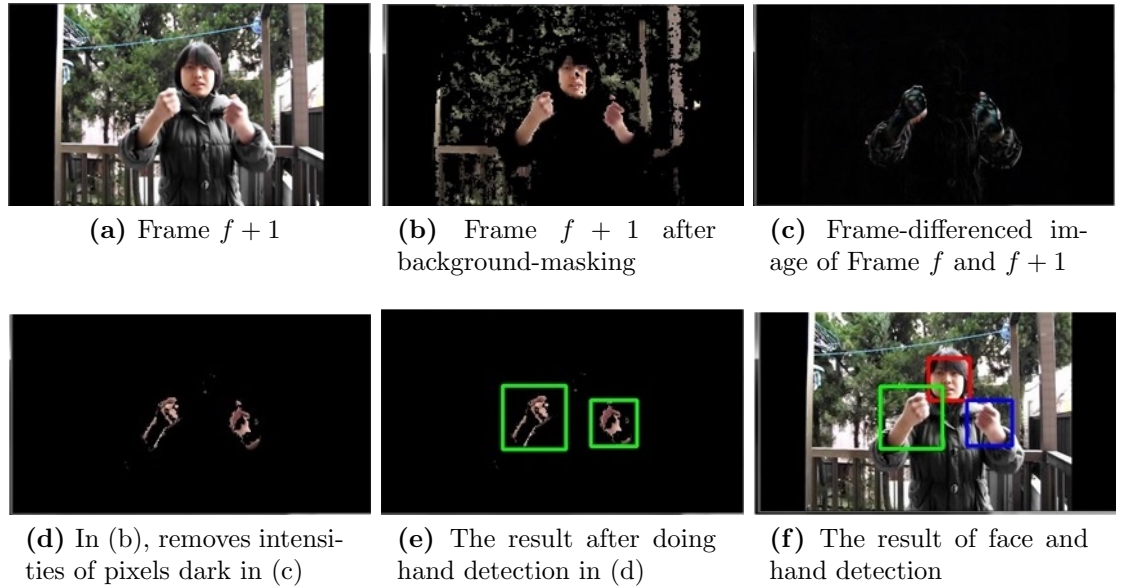 (a) Frame f + 1
(b) Frame f + 1 after
background-masking
(c) Frame-differenced im-
age of Frame f and f + 1
(d) In (b), removes intensi-
ties of pixels dark in (c)
(e) The result after doing
hand detection in (d)
(f) The result of face and
hand detection